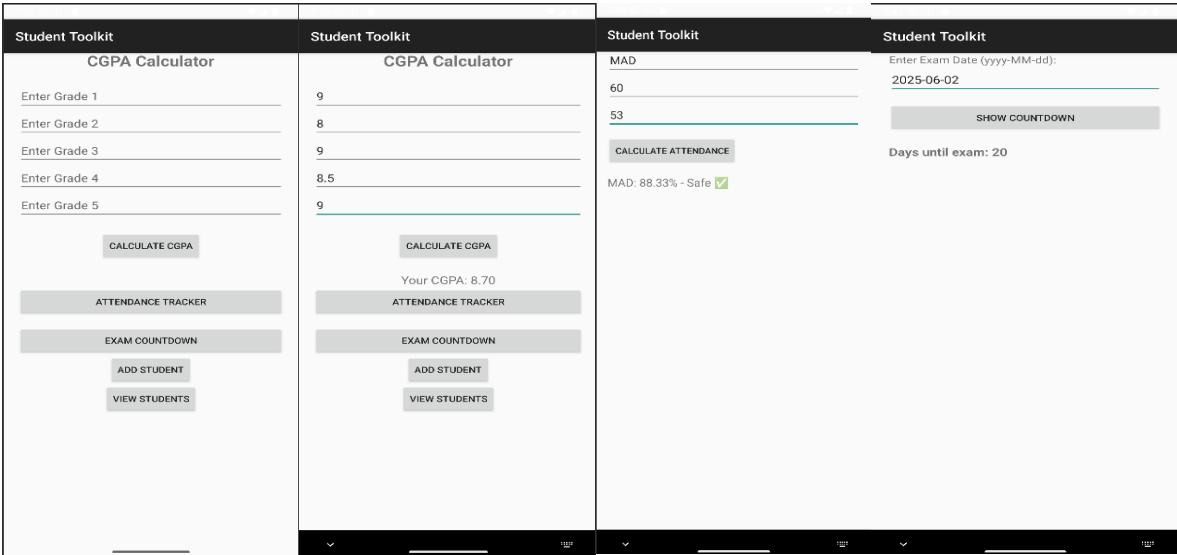 Student Toolkit
CGPA Calculator
Enter Grade 1
Enter Grade 2
Enter Grade 3
Enter Grade 4
Enter Grade 5
CALCULATE CGPA
ATTENDANCE TRACKER
EXAM COUNTDOWN
ADD STUDENT
VIEW STUDENTS
Student Toolkit
CGPA Calculator
9
8
9
8.5
9
CALCULATE CGPA
Your CGPA: 8.70
ATTENDANCE TRACKER
EXAM COUNTDOWN
ADD STUDENT
VIEW STUDENTS
Student Toolkit
MAD
60
53
CALCULATE ATTENDANCE
MAD: 88.33% - Safe ✅
Student Toolkit
Enter Exam Date (yyyy-MM-dd):
2025-06-02
SHOW COUNTDOWN
Days until exam: 20